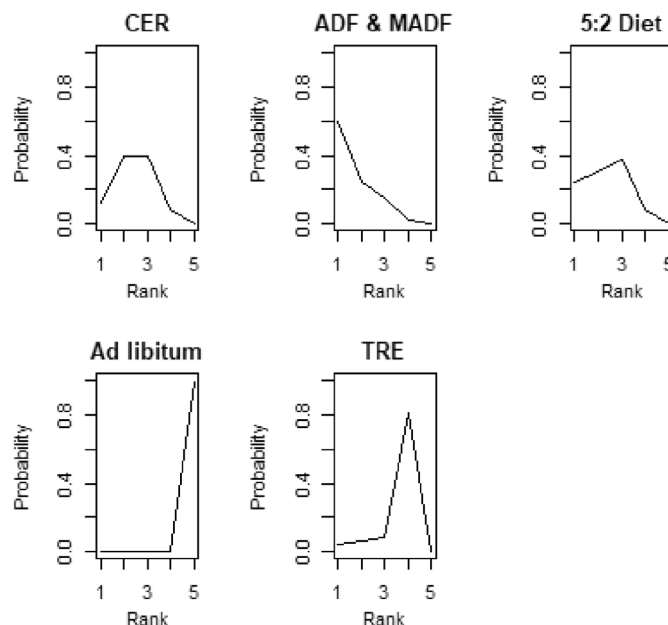 CER
Probability
0.0 0.4 0.8
1 3 5
Rank
ADF & MADF
Probability
0.0 0.4 0.8
1 3 5
Rank
5:2 Diet
Probability
0.0 0.4 0.8
1 3 5
Rank
Ad libitum
Probability
0.0 0.4 0.8
1 3 5
Rank
TRE
Probability
0.0 0.4 0.8
1 3 5
Rank